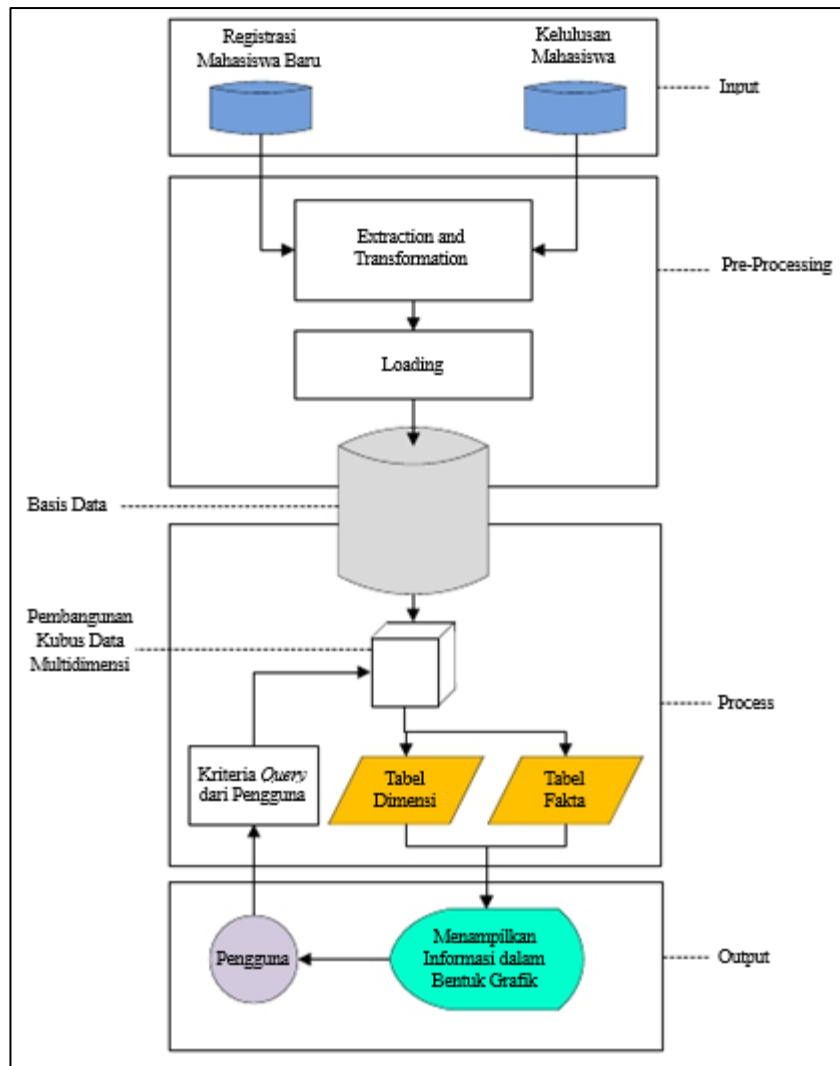 Registrasi
Mahasiswa Baru
Kelulusan
Mahasiswa
Input
Extraction and
Transformation
Pre-Processing
Loading
Basis Data
Pembangunan
Kubus Data
Multidimensi
Process
Kriteria Query
dari Pengguna
Tabel
Dimensi
Tabel
Fakta
Pengguna
Menampilkan
Informasi dalam
Bentuk Grafik
Output